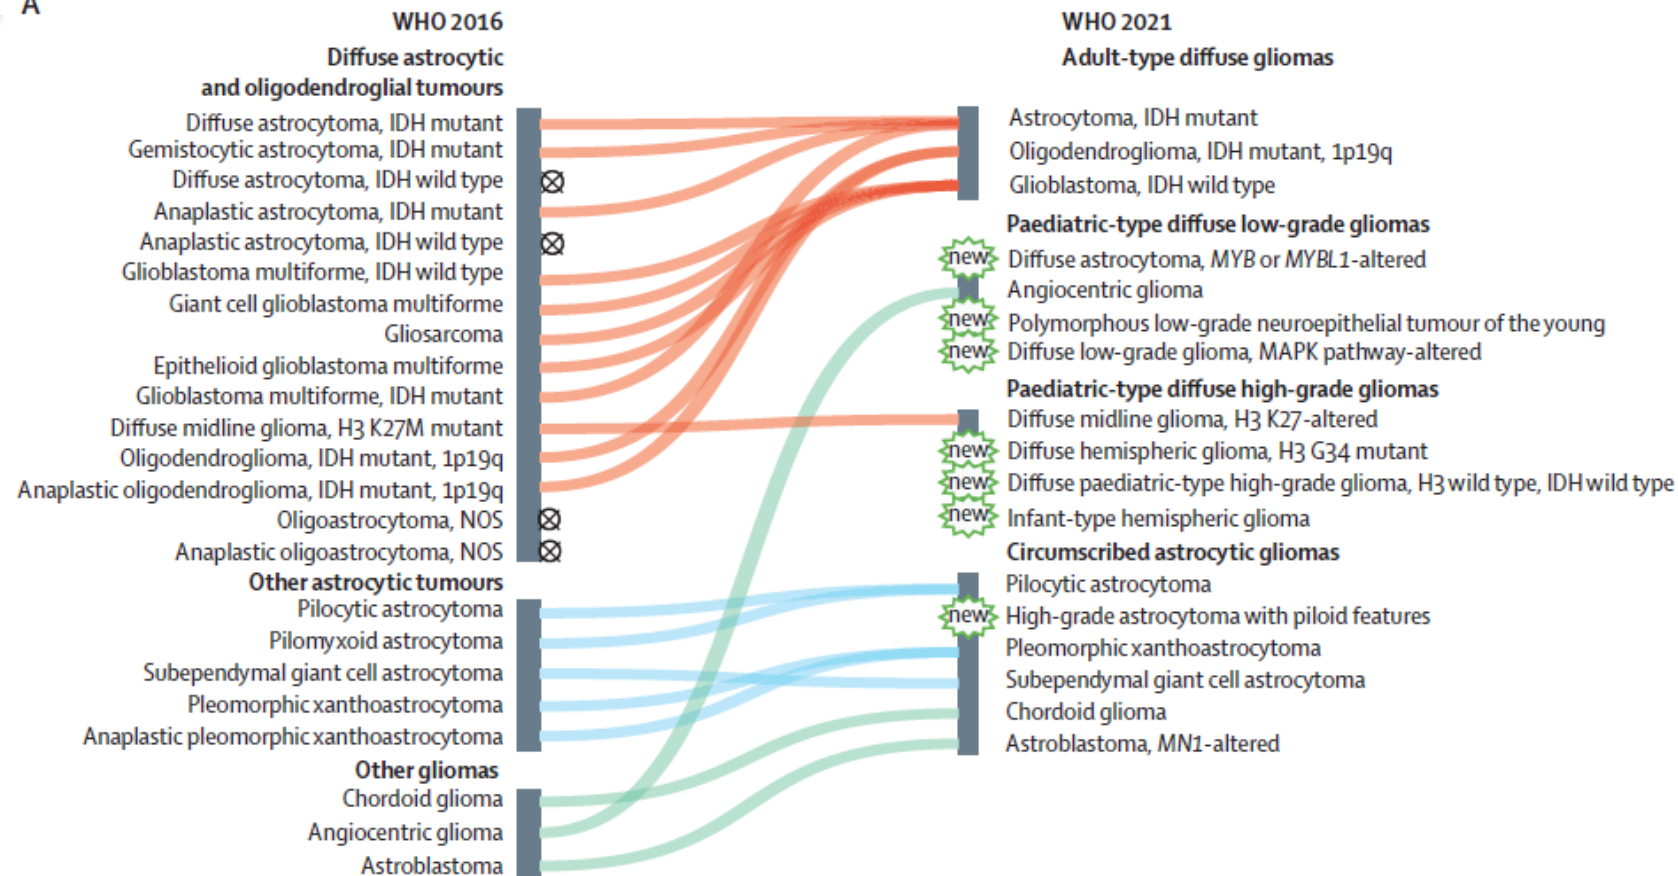 A
WHO 2016
Diffuse astrocytic
and oligodendroglial tumours
Diffuse astrocytoma, IDH mutant
Gemistocytic astrocytoma, IDH mutant
Diffuse astrocytoma, IDH wild type
Anaplastic astrocytoma, IDH mutant
Anaplastic astrocytoma, IDH wild type
Glioblastoma multiforme, IDH wild type
Giant cell glioblastoma multiforme
Gliosarcoma
Epithelioid glioblastoma multiforme
Glioblastoma multiforme, IDH mutant
Diffuse midline glioma, H3 K27M mutant
Oligodendroglioma, IDH mutant, 1p19q
Anaplastic oligodendroglioma, IDH mutant, 1p19q
Oligoastrocytoma, NOS
Anaplastic oligoastrocytoma, NOS
Other astrocytic tumours
Pilocytic astrocytoma
Pilomyxoid astrocytoma
Subependymal giant cell astrocytoma
Pleomorphic xanthoastrocytoma
Anaplastic pleomorphic xanthoastrocytoma
Other gliomas
Chordoid glioma
Angiocentric glioma
Astroblastoma
WHO 2021
Adult-type diffuse gliomas
Astrocytoma, IDH mutant
Oligodendroglioma, IDH mutant, 1p19q
Glioblastoma, IDH wild type
Paediatric-type diffuse low-grade gliomas
new Diffuse astrocytoma, MYB or MYBL1-altered
Angiocentric glioma
new Polymorphous low-grade neuroepithelial tumour of the young
new Diffuse low-grade glioma, MAPK pathway-altered
Paediatric-type diffuse high-grade gliomas
Diffuse midline glioma, H3 K27-altered
new Diffuse hemispheric glioma, H3 G34 mutant
new Diffuse paediatric-type high-grade glioma, H3 wild type, IDH wild type
new Infant-type hemispheric glioma
Circumscribed astrocytic gliomas
Pilocytic astrocytoma
new High-grade astrocytoma with piloid features
Pleomorphic xanthoastrocytoma
Subependymal giant cell astrocytoma
Chordoid glioma
Astroblastoma, MN1-altered